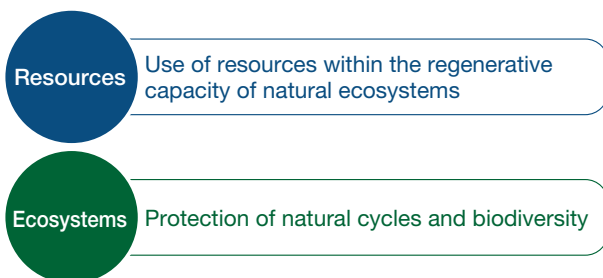 Resources
Use of resources within the regenerative
capacity of natural ecosystems
Ecosystems
Protection of natural cycles and biodiversity